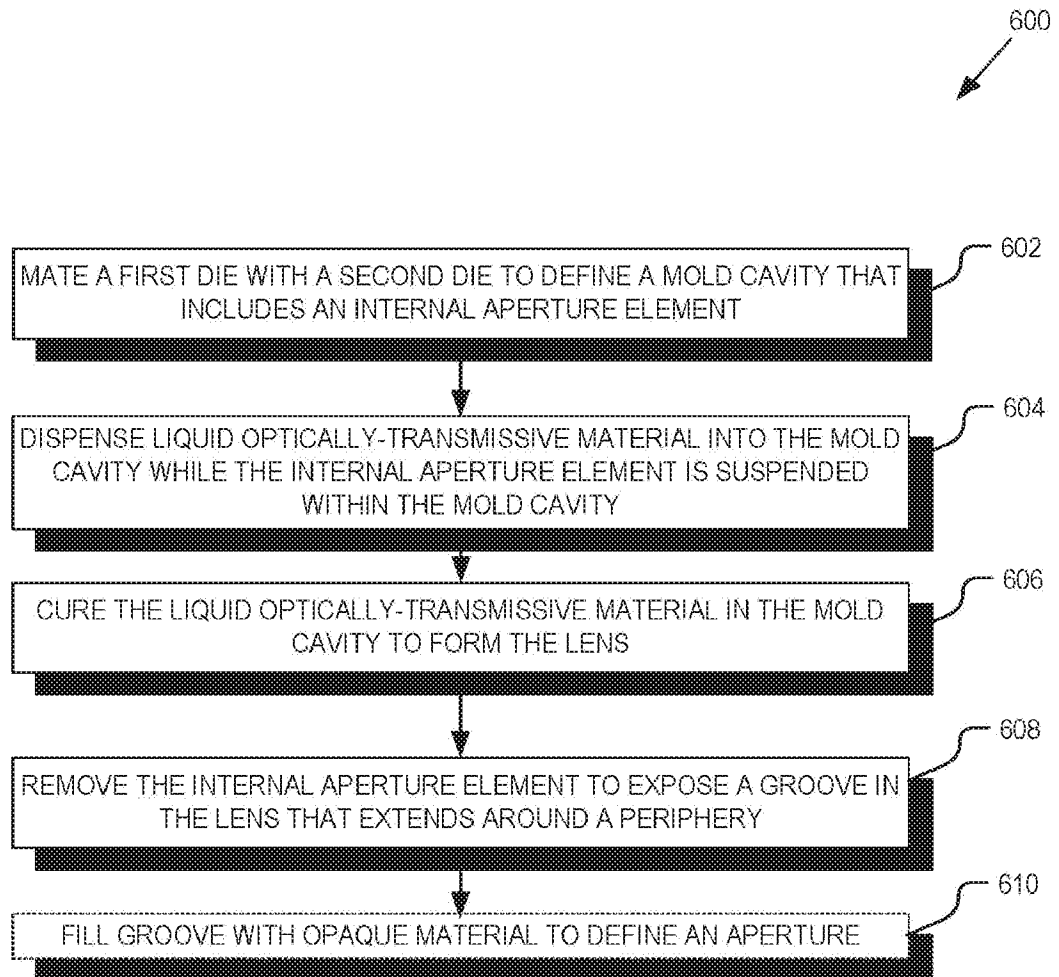 600
MATE A FIRST DIE WITH A SECOND DIE TO DEFINE A MOLD CAVITY THAT
INCLUDES AN INTERNAL APERTURE ELEMENT
602
DISPENSE LIQUID OPTICALLY-TRANSMISSIVE MATERIAL INTO THE MOLD
CAVITY WHILE THE INTERNAL APERTURE ELEMENT IS SUSPENDED
WITHIN THE MOLD CAVITY
604
CURE THE LIQUID OPTICALLY-TRANSMISSIVE MATERIAL IN THE MOLD
CAVITY TO FORM THE LENS
606
REMOVE THE INTERNAL APERTURE ELEMENT TO EXPOSE A GROOVE IN
THE LENS THAT EXTENDS AROUND A PERIPHERY
608
FILL GROOVE WITH OPAQUE MATERIAL TO DEFINE AN APERTURE
610